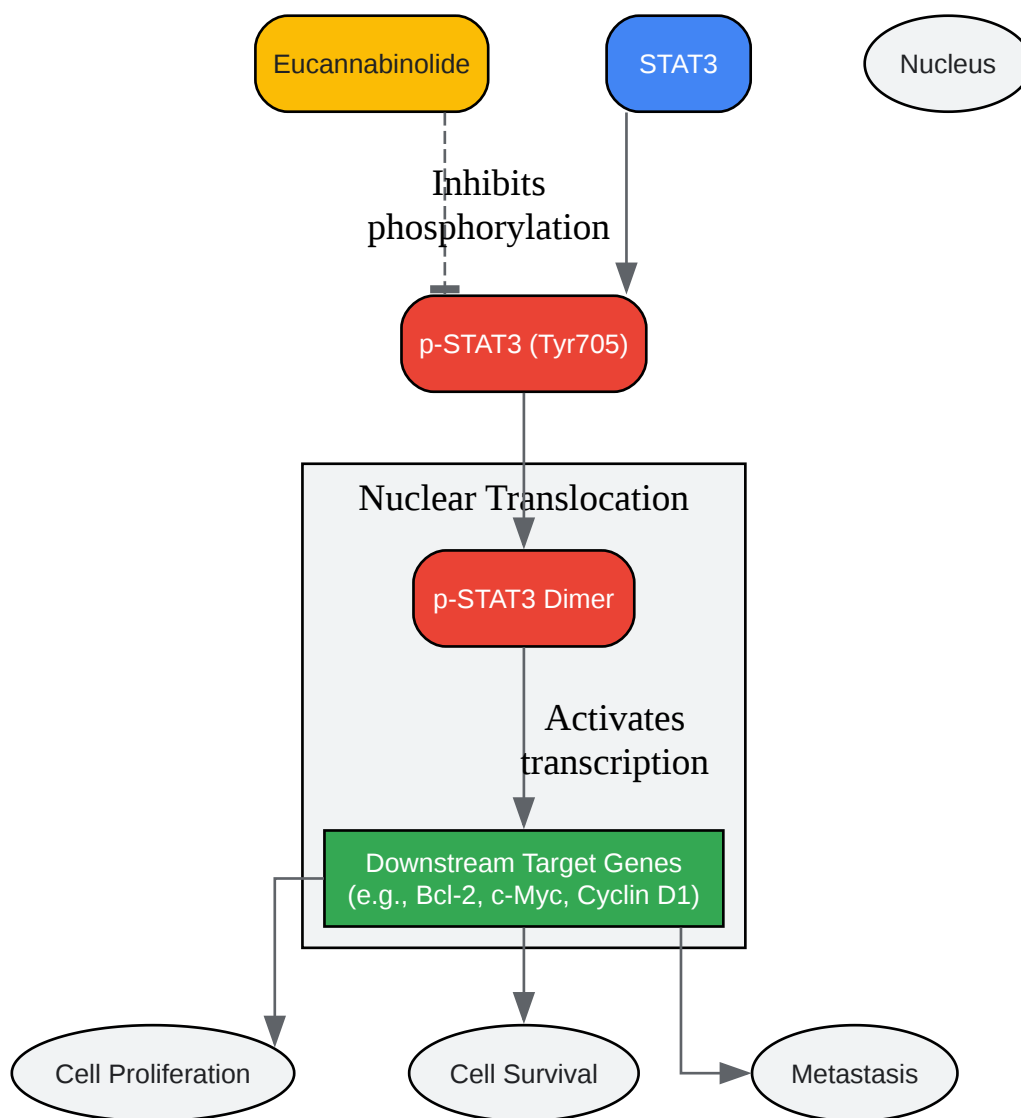 Eucannabinolide
STAT3
Nucleus
Inhibits
phosphorylation
p-STAT3 (Tyr705)
Nuclear Translocation
p-STAT3 Dimer
Activates
transcription
Downstream Target Genes
(e.g., Bcl-2, c-Myc, Cyclin D1)
Cell Proliferation
Cell Survival
Metastasis